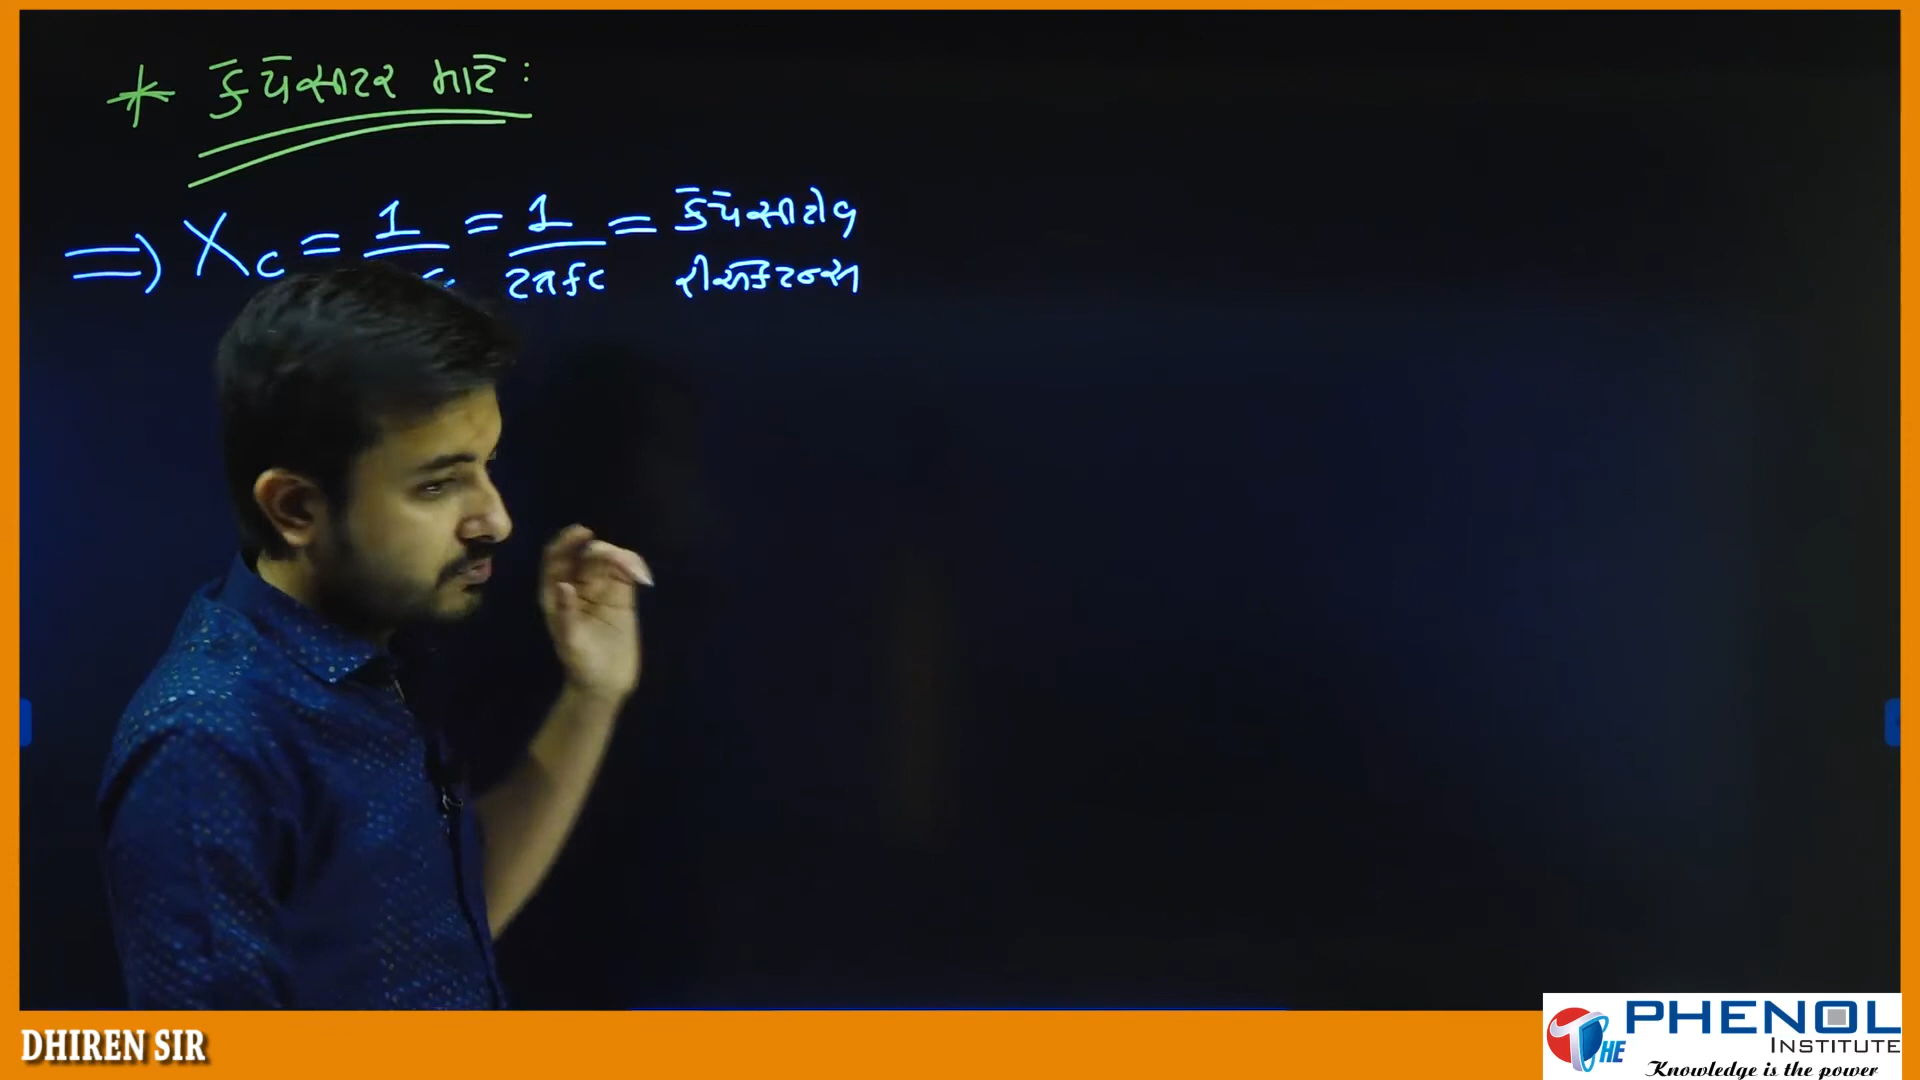 * કેપેસીટર માટે :
⇒ Xc = 1/ c = 1/2πfc = કેપેસીટીવ
રીએક્ટન્સ
DHIREN SIR
THE PHENOL
INSTITUTE
Knowledge is the power